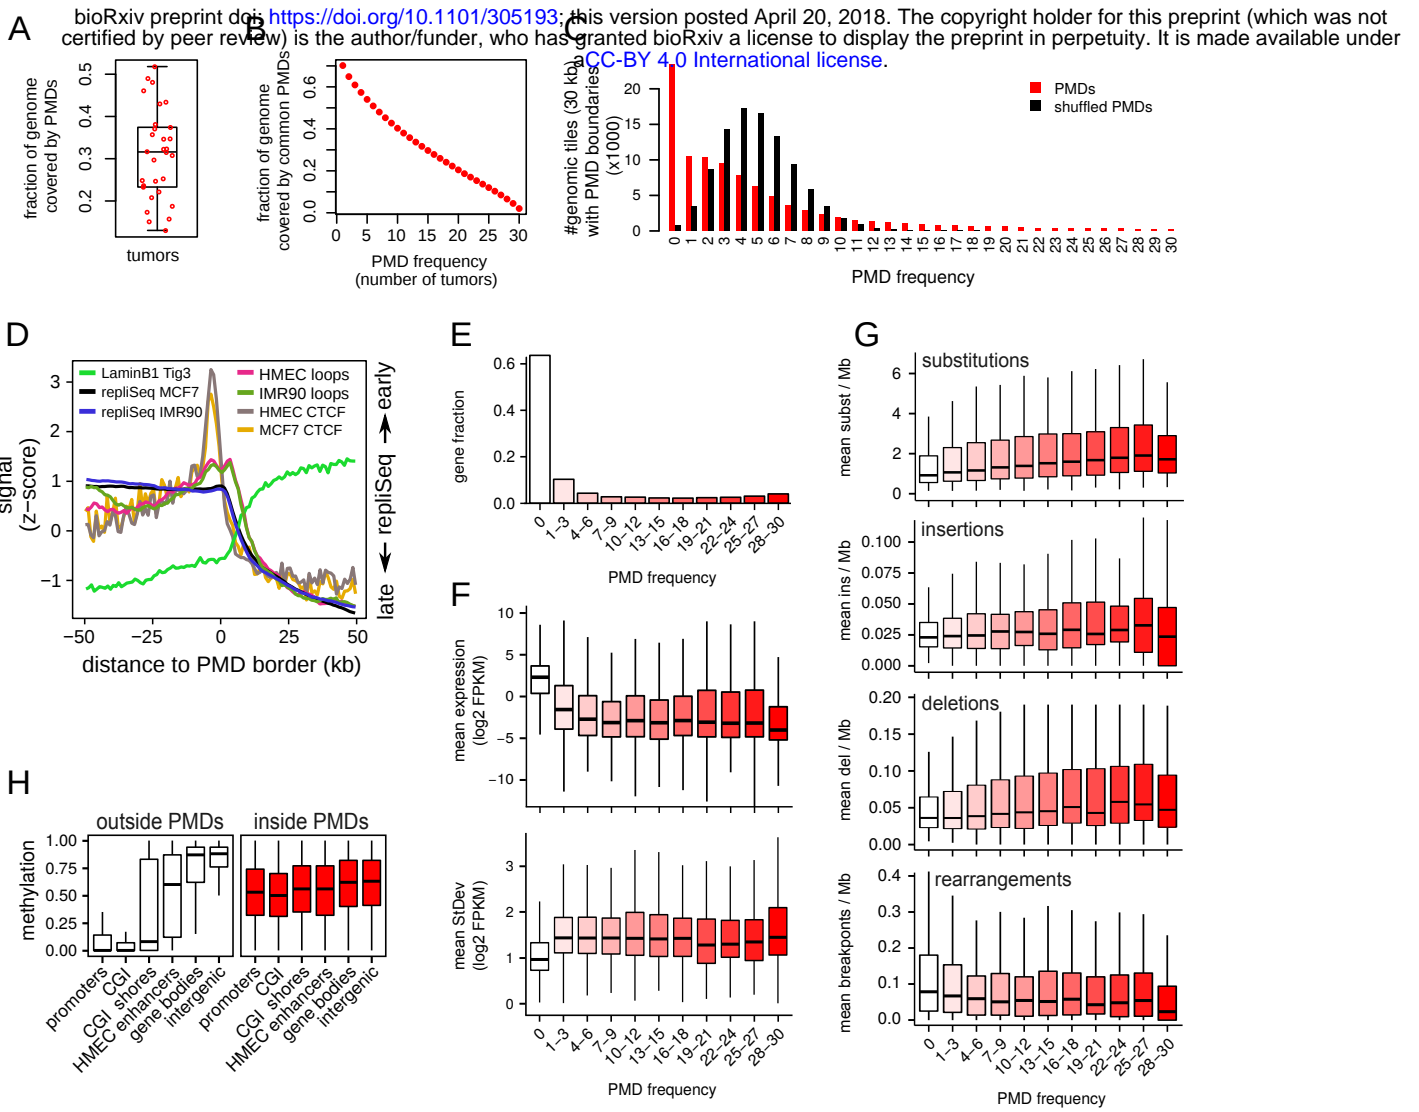 bioRxiv preprint doi: https://doi.org/10.1101/305193; this version posted April 20, 2018. The copyright holder for this preprint (which was not
certified by peer review) is the author/funder, who has granted bioRxiv a license to display the preprint in perpetuity. It is made available under
aCC-BY 4.0 International license.
A
fraction of genome
covered by PMDs
0.5
0.4
0.3
0.2
tumors
B
fraction of genome
covered by common PMDs
0.6
0.4
0.2
0.0
0 5 10 15 20 25 30
PMD frequency
(number of tumors)
C
#genomic tiles (30 kb)
with PMD boundaries
(x1000)
20
15
10
5
0
PMDs
shuffled PMDs
0 1 2 3 4 5 6 7 8 9 10 11 12 13 14 15 16 17 18 19 20 21 22 23 24 25 26 27 28 29 30
PMD frequency
D
signal
(z−score)
3
2
1
0
−1
LaminB1 Tig3
repliSeq MCF7
repliSeq IMR90
HMEC loops
IMR90 loops
HMEC CTCF
MCF7 CTCF
late repliSeq early
−50 −25 0 25 50
distance to PMD border (kb)
E
gene fraction
0.6
0.4
0.2
0.0
0 1−3 4−6 7−9 10−12 13−15 16−18 19−21 22−24 25−27 28−30
PMD frequency
F
mean expression
(log2 FPKM)
10
5
0
−5
−10
mean StDev
(log2 FPKM)
3
2
1
0
0 1−3 4−6 7−9 10−12 13−15 16−18 19−21 22−24 25−27 28−30
PMD frequency
G
substitutions
mean subst / Mb
6
4
2
0
insertions
mean ins / Mb
0.100
0.075
0.050
0.025
0.000
deletions
mean del / Mb
0.20
0.15
0.10
0.05
0.00
rearrangements
mean breakpoints / Mb
0.4
0.3
0.2
0.1
0.0
0 1−3 4−6 7−9 10−12 13−15 16−18 19−21 22−24 25−27 28−30
PMD frequency
H
outside PMDs
inside PMDs
methylation
1.00
0.75
0.50
0.25
0.00
promoters
CGI
CGI shores
HMEC enhancers
gene bodies
intergenic
promoters
CGI
CGI shores
HMEC enhancers
gene bodies
intergenic